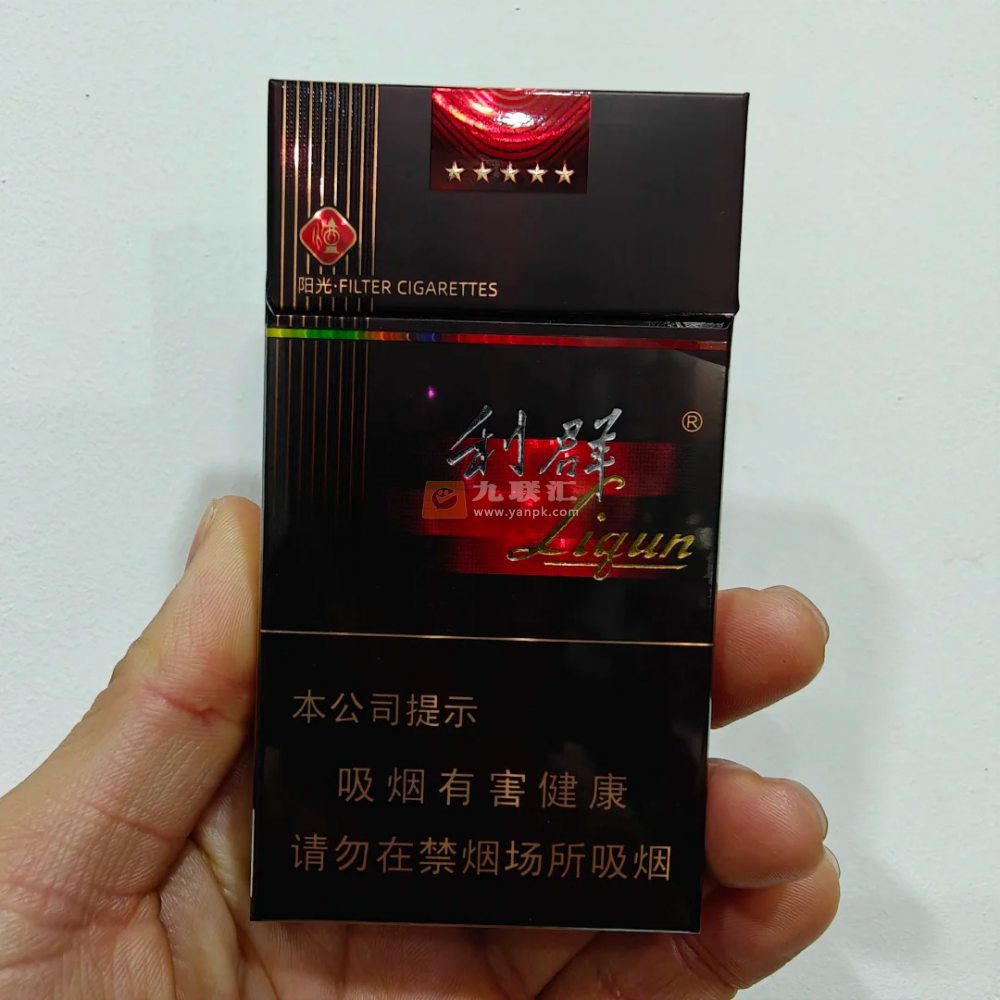 阳光·FILTER CIGARETTES
利群
®
九联汇
www.yanpk.com
Liqun
本公司提示
吸烟有害健康
请勿在禁烟场所吸烟